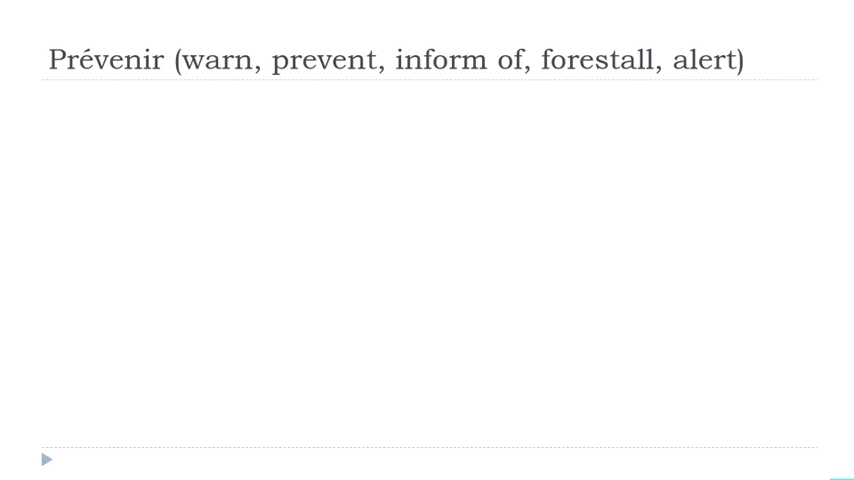 Prévenir (warn, prevent, inform of, forestall, alert)